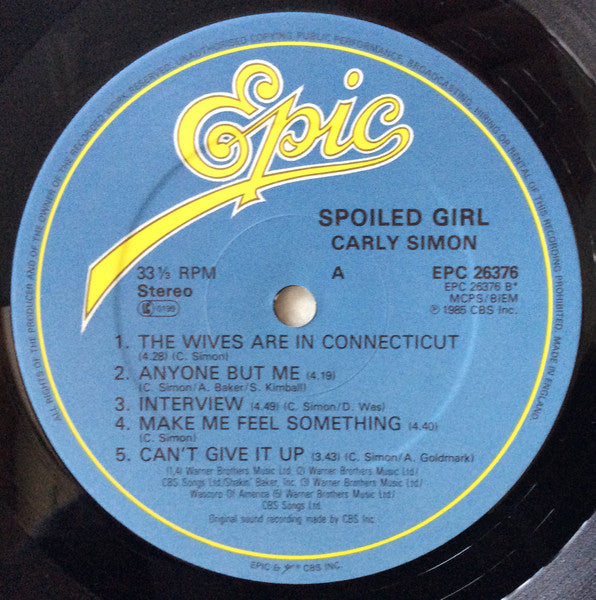 ALL RIGHTS OF THE PRODUCER AND OF THE OWNER OF THE RECORDED WORK RESERVED. UNAUTHORISED COPYING PUBLIC PERFORMANCE, BROADCASTING, HIRING OR RENTAL OF THIS RECORDING PROHIBITED. MADE IN ENGLAND.
Epic
SPOILED GIRL
CARLY SIMON
33⅓ RPM A EPC 26376
Stereo EPC 26376 B*
MCPS/BIEM
℗ 1985 CBS Inc.
1. THE WIVES ARE IN CONNECTICUT
(4.28) (C. Simon)
2. ANYONE BUT ME (4.19)
(C. Simon/A. Baker/S. Kimball)
3. INTERVIEW (4.49) (C. Simon/D. Was)
4. MAKE ME FEEL SOMETHING (4.40)
(C. Simon)
5. CAN'T GIVE IT UP (3.43) (C. Simon/A. Goldmark)
(1,4) Warner Brothers Music Ltd. (2) Warner Brothers Music Ltd./
CBS Songs Ltd./Shakin' Baker, Inc. (3) Warner Brothers Music Ltd./
Wascoro Of America (5) Warner Brothers Music Ltd./
CBS Songs Ltd.
Original sound recording made by CBS Inc.
EPIC & CBS INC.